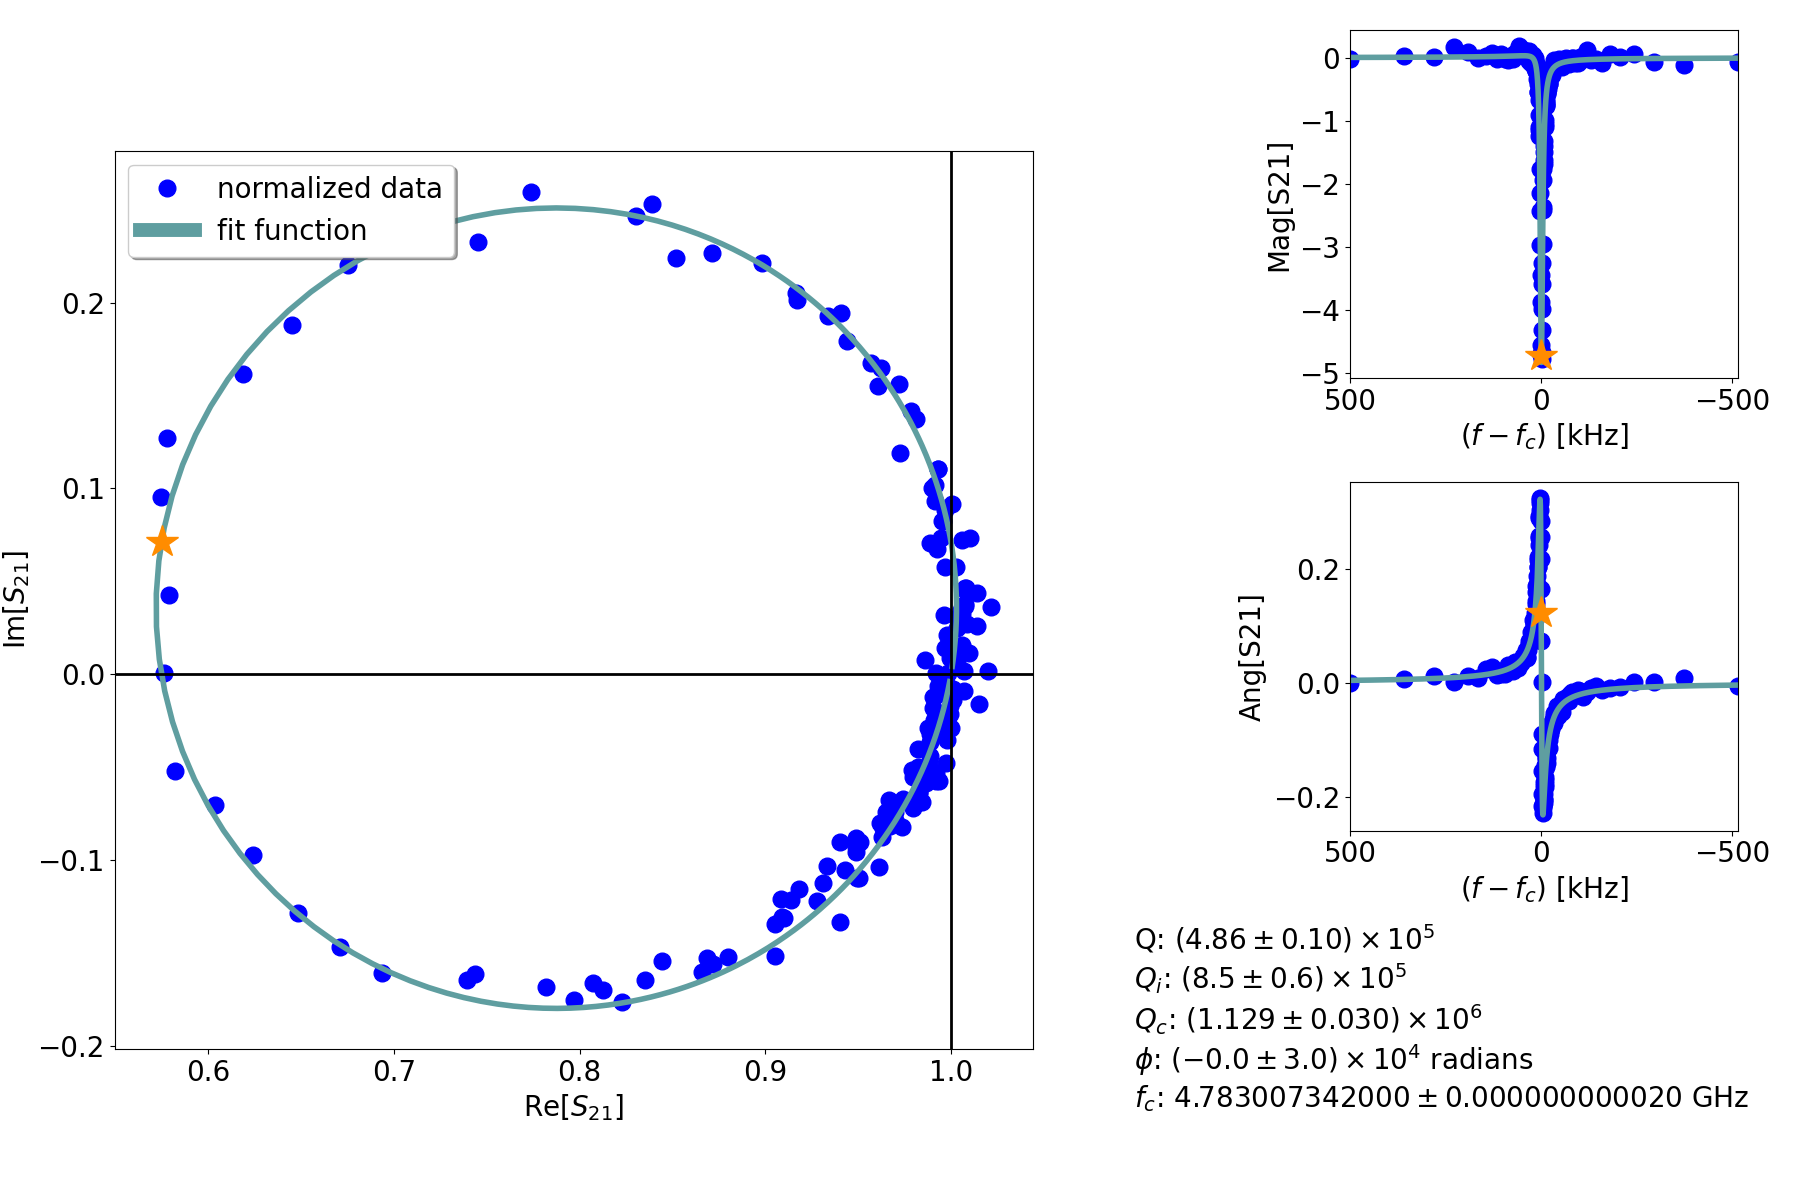 normalized data
fit function
0.2
0.1
0.0
−0.1
−0.2
Im[S21]
0.6
0.7
0.8
0.9
1.0
Re[S21]
0
−1
−2
−3
−4
−5
Mag[S21]
500
0
−500
(f − fc) [kHz]
0.2
0.0
−0.2
Ang[S21]
500
0
−500
(f − fc) [kHz]
Q: (4.86 ± 0.10) × 10^5
Qi: (8.5 ± 0.6) × 10^5
Qc: (1.129 ± 0.030) × 10^6
ϕ: (−0.0 ± 3.0) × 10^4 radians
fc: 4.783007342000 ± 0.000000000020 GHz